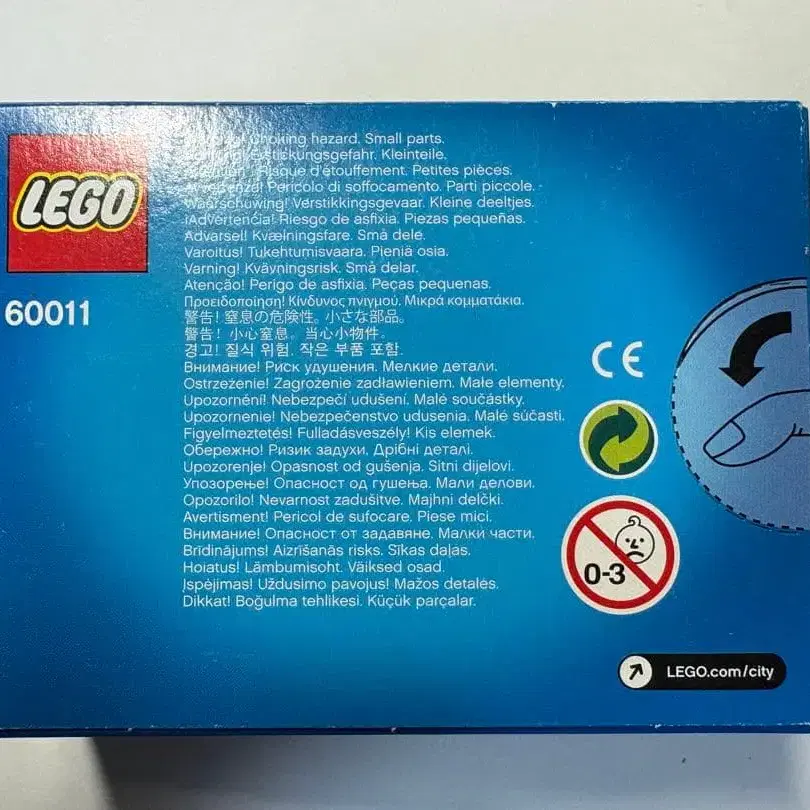 LEGO
60011
Choking hazard. Small parts.
Erstickungsgefahr. Kleinteile.
Risque d'étouffement. Petites pièces.
Avvertenza! Pericolo di soffocamento. Parti piccole.
Waarschuwing! Verstikkingsgevaar. Kleine deeltjes.
¡Advertencia! Riesgo de asfixia. Piezas pequeñas.
Advarsel! Kvælningsfare. Små dele.
Varoitus! Tukehtumisvaara. Pieniä osia.
Varning! Kvävningsrisk. Små delar.
Atenção! Perigo de asfixia. Peças pequenas.
Προειδοποίηση! Κίνδυνος πνιγμού. Μικρά κομματάκια.
警告! 窒息の危険性。小さな部品。
警告! 小心窒息。当心小物件。
경고! 질식 위험. 작은 부품 포함.
Внимание! Риск удушения. Мелкие детали.
Ostrzeżenie! Zagrożenie zadławieniem. Małe elementy.
Upozornění! Nebezpečí udušení. Malé součástky.
Upozornenie! Nebezpečenstvo udusenia. Malé súčasti.
Figyelmeztetés! Fulladásveszély! Kis elemek.
Обережно! Ризик задухи. Дрібні деталі.
Upozorenje! Opasnost od gušenja. Sitni dijelovi.
Упозорење! Опасност од гушења. Мали делови.
Opozorilo! Nevarnost zadušitve. Majhni delčki.
Avertisment! Pericol de sufocare. Piese mici.
Внимание! Опасност от задавяне. Малки части.
Brīdinājums! Aizrīšanās risks. Sīkas daļas.
Hoiatus! Lämbumisoht. Väiksed osad.
Įspėjimas! Uždusimo pavojus! Mažos detalės.
Dikkat! Boğulma tehlikesi. Küçük parçalar.
CE
0-3
LEGO.com/city